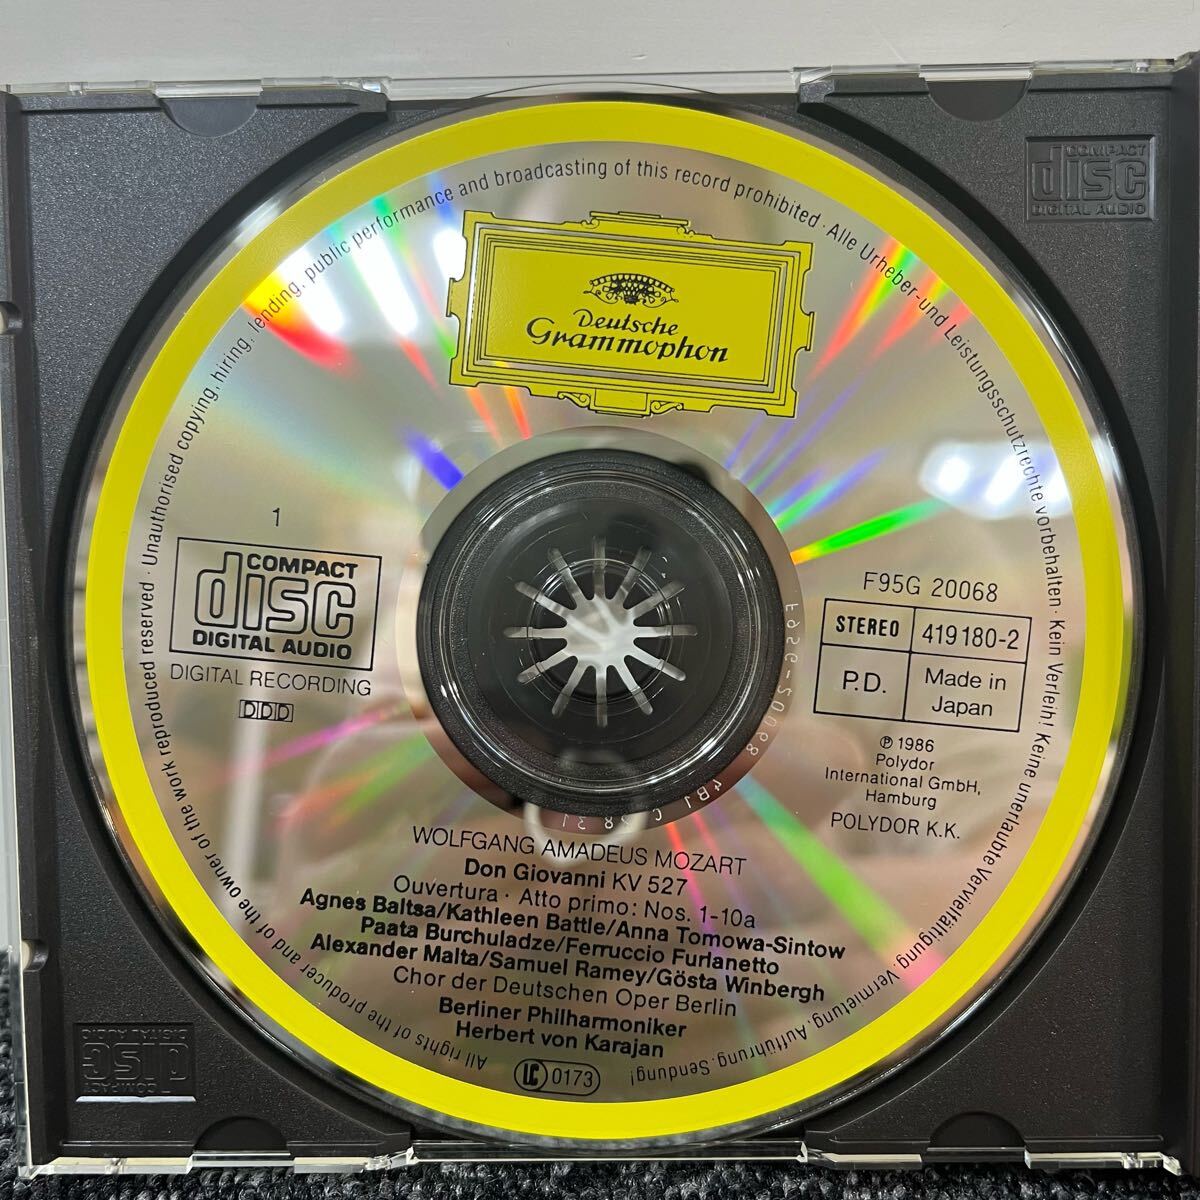 COMPACT
disc
DIGITAL AUDIO
Unauthorised copying, hiring, lending, public performance and broadcasting of this record prohibited · Alle Urheber- und Leistungsschutzrechte vorbehalten · Kein Verleih! Keine unerlaubte Vervielfältigung, Vermietung, Aufführung, Sendung!
Deutsche
Grammophon
1
COMPACT
disc
DIGITAL AUDIO
DIGITAL RECORDING
DDD
F95G 20068
STEREO 419 180-2
P.D. Made in
Japan
℗ 1986
Polydor
International GmbH,
Hamburg
POLYDOR K.K.
WOLFGANG AMADEUS MOZART
Don Giovanni KV 527
Ouvertura · Atto primo: Nos. 1-10a
Agnes Baltsa/Kathleen Battle/Anna Tomowa-Sintow
Paata Burchuladze/Ferruccio Furlanetto
Alexander Malta/Samuel Ramey/Gösta Winbergh
Chor der Deutschen Oper Berlin
Berliner Philharmoniker
Herbert von Karajan
LC 0173
All rights of the producer and of the owner of the work reproduced reserved ·
COMPACT
disc
DIGITAL AUDIO